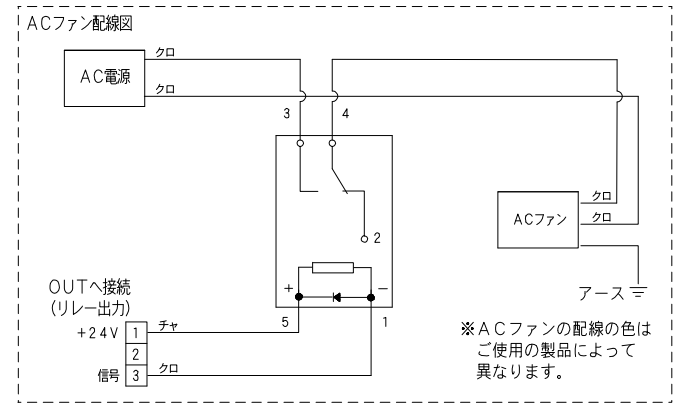 ACファン配線図
クロ
AC電源
クロ
3
4
クロ
ACファン
クロ
2
アース
+
−
OUTへ接続
(リレー出力)
5
1
+24V 1 チャ
2
信号 3 クロ
※ACファンの配線の色は
ご使用の製品によって
異なります。